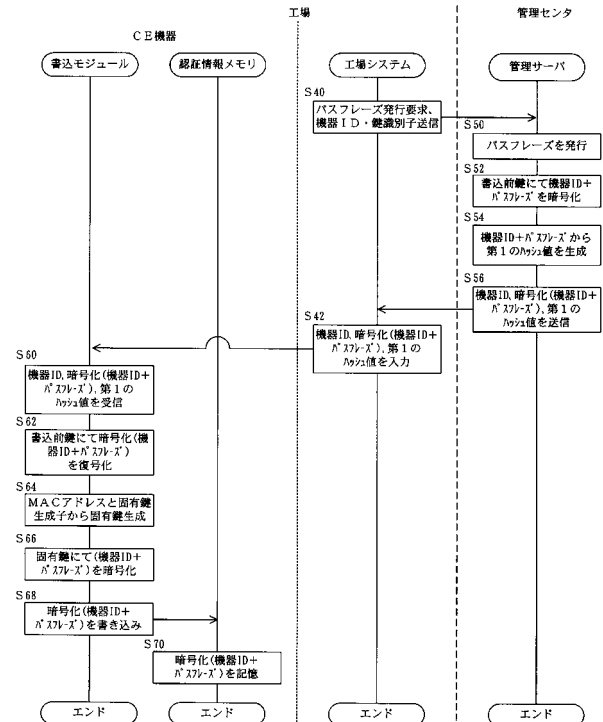 工場
管理センタ
CE機器
書込モジュール
認証情報メモリ
工場システム
管理サーバ
S40
パスフレーズ発行要求、
機器ID・鍵識別子送信
S50
パスフレーズを発行
S52
書込前鍵にて機器ID+
パスフレーズを暗号化
S54
機器ID+パスフレーズから
第1のハッシュ値を生成
S56
機器ID、暗号化(機器ID+
パスフレーズ)、第1の
ハッシュ値を送信
S42
機器ID、暗号化(機器ID+
パスフレーズ)、第1の
ハッシュ値を入力
S60
機器ID、暗号化(機器ID+
パスフレーズ)、第1の
ハッシュ値を受信
S62
書込前鍵にて暗号化(機
器ID+パスフレーズ)
を復号化
S64
MACアドレスと固有鍵
生成子から固有鍵生成
S66
固有鍵にて(機器ID+
パスフレーズ)を暗号化
S68
暗号化(機器ID+
パスフレーズ)を書き込み
S70
暗号化(機器ID+
パスフレーズ)を記憶
エンド
エンド
エンド
エンド